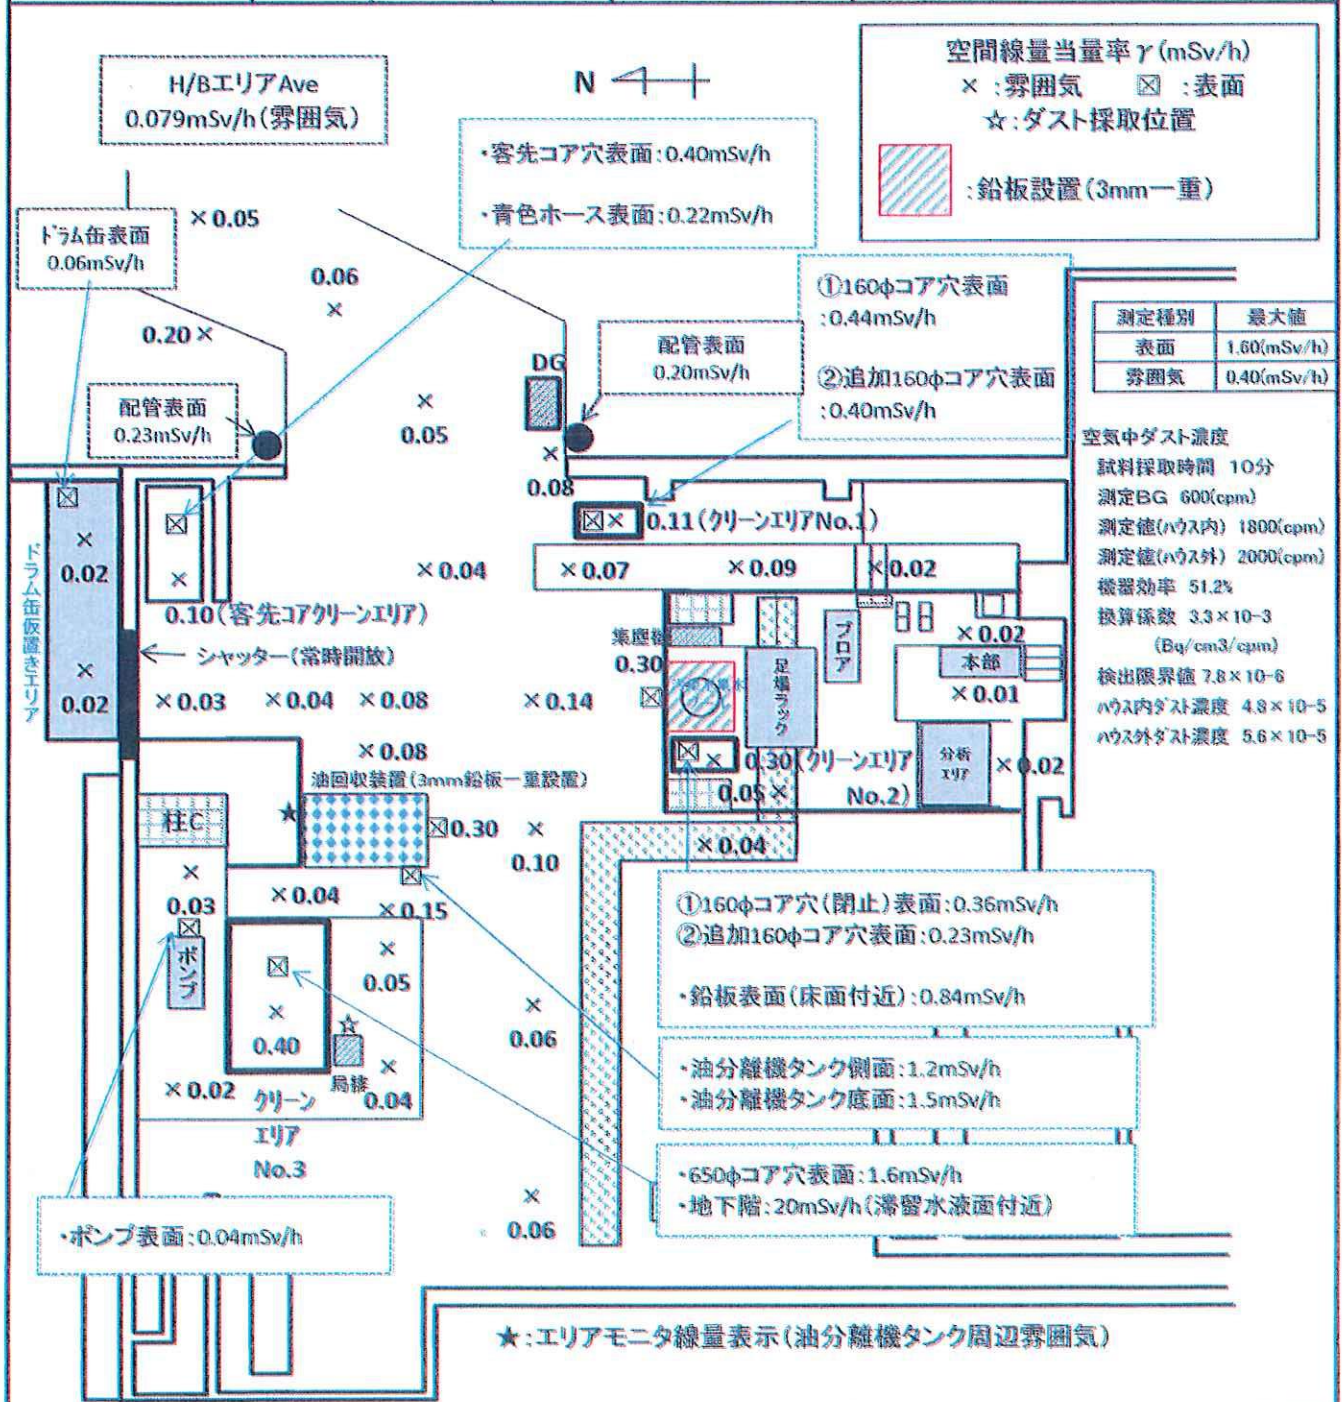 H/BエリアAve
0.079mSv/h(雰囲気)
N
空間線量当量率γ(mSv/h)
×:雰囲気 ☒:表面
☆:ダスト採取位置
:鉛板設置(3mm一重)
・客先コア穴表面:0.40mSv/h
・青色ホース表面:0.22mSv/h
ドラム缶表面
0.06mSv/h
×0.05
0.06
×
0.20×
①160φコア穴表面
:0.44mSv/h
②追加160φコア穴表面
:0.40mSv/h
配管表面
0.20mSv/h
DG
測定種別 最大値
表面 1.60(mSv/h)
雰囲気 0.40(mSv/h)
配管表面
0.23mSv/h
×
0.05
×
0.08
空気中ダスト濃度
試料採取時間 10分
測定BG 600(cpm)
測定値(ハウス内) 1800(cpm)
測定値(ハウス外) 2000(cpm)
機器効率 51.2%
換算係数 3.3×10-3
(Bq/cm3/cpm)
検出限界値 7.8×10-6
ハウス内ダスト濃度 4.8×10-5
ハウス外ダスト濃度 5.6×10-5
☒
×
0.02
ドラム缶仮置きエリア
×
0.02
☒
×
0.10(客先コアクリーンエリア)
☒× 0.11(クリーンエリアNo.1)
×0.04
×0.07
×0.09
×0.02
シャッター(常時開放)
集塵機
0.30
☒
足場ラック
ブロア
×0.02
本部
×0.01
×0.03
×0.04
×0.08
×0.14
×0.08
油回収装置(3mm鉛板一重設置)
☒
× 0.30(クリーンエリア
No.2)
0.05×
分析
エリア
×0.02
柱C
★
☒0.30
×
0.10
×0.04
×
0.03
×0.04
☒
×0.15
☒
ポンプ
☒
×
0.40
×
0.05
☆
局排
×
0.04
×0.02
クリーン
エリア
No.3
×
0.06
①160φコア穴(閉止)表面:0.36mSv/h
②追加160φコア穴表面:0.23mSv/h
・鉛板表面(床面付近):0.84mSv/h
・油分離機タンク側面:1.2mSv/h
・油分離機タンク底面:1.5mSv/h
・650φコア穴表面:1.6mSv/h
・地下階:20mSv/h(滞留水液面付近)
・ポンプ表面:0.04mSv/h
×
0.06
★:エリアモニタ線量表示(油分離機タンク周辺雰囲気)